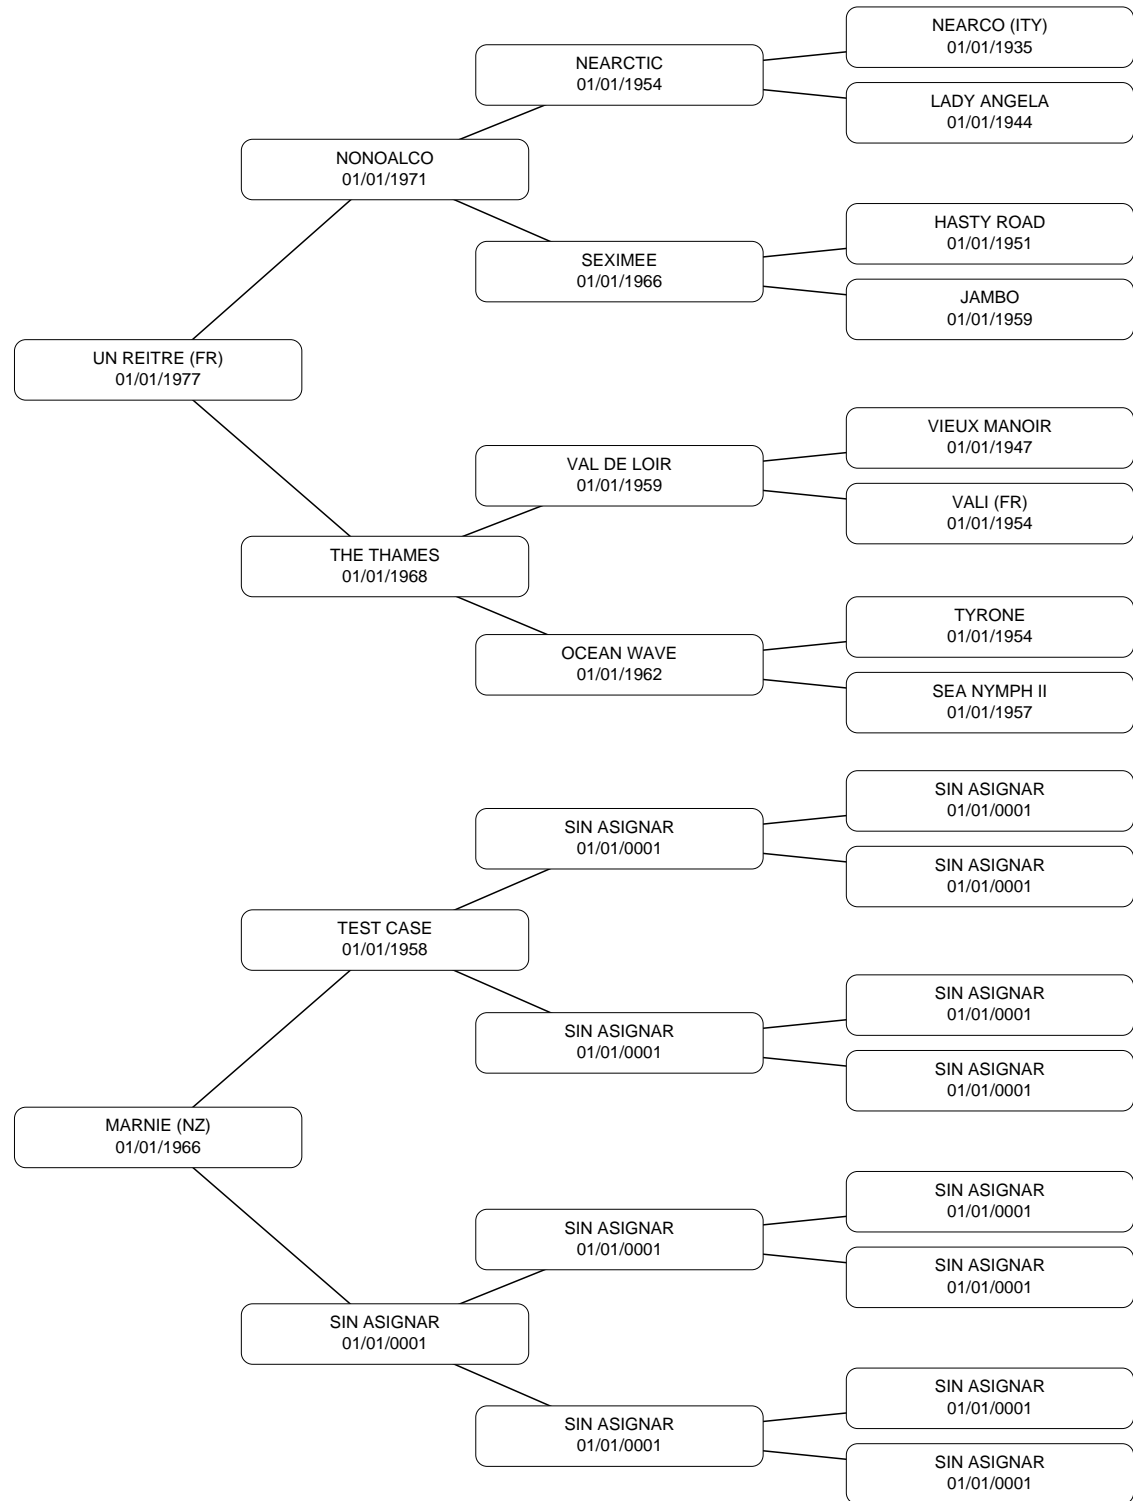 NEARCO (ITY)
01/01/1935
NEARCTIC
01/01/1954
LADY ANGELA
01/01/1944
NONOALCO
01/01/1971
HASTY ROAD
01/01/1951
SEXIMEE
01/01/1966
JAMBO
01/01/1959
UN REITRE (FR)
01/01/1977
VIEUX MANOIR
01/01/1947
VAL DE LOIR
01/01/1959
VALI (FR)
01/01/1954
THE THAMES
01/01/1968
TYRONE
01/01/1954
OCEAN WAVE
01/01/1962
SEA NYMPH II
01/01/1957
SIN ASIGNAR
01/01/0001
SIN ASIGNAR
01/01/0001
SIN ASIGNAR
01/01/0001
TEST CASE
01/01/1958
SIN ASIGNAR
01/01/0001
SIN ASIGNAR
01/01/0001
SIN ASIGNAR
01/01/0001
MARNIE (NZ)
01/01/1966
SIN ASIGNAR
01/01/0001
SIN ASIGNAR
01/01/0001
SIN ASIGNAR
01/01/0001
SIN ASIGNAR
01/01/0001
SIN ASIGNAR
01/01/0001
SIN ASIGNAR
01/01/0001
SIN ASIGNAR
01/01/0001